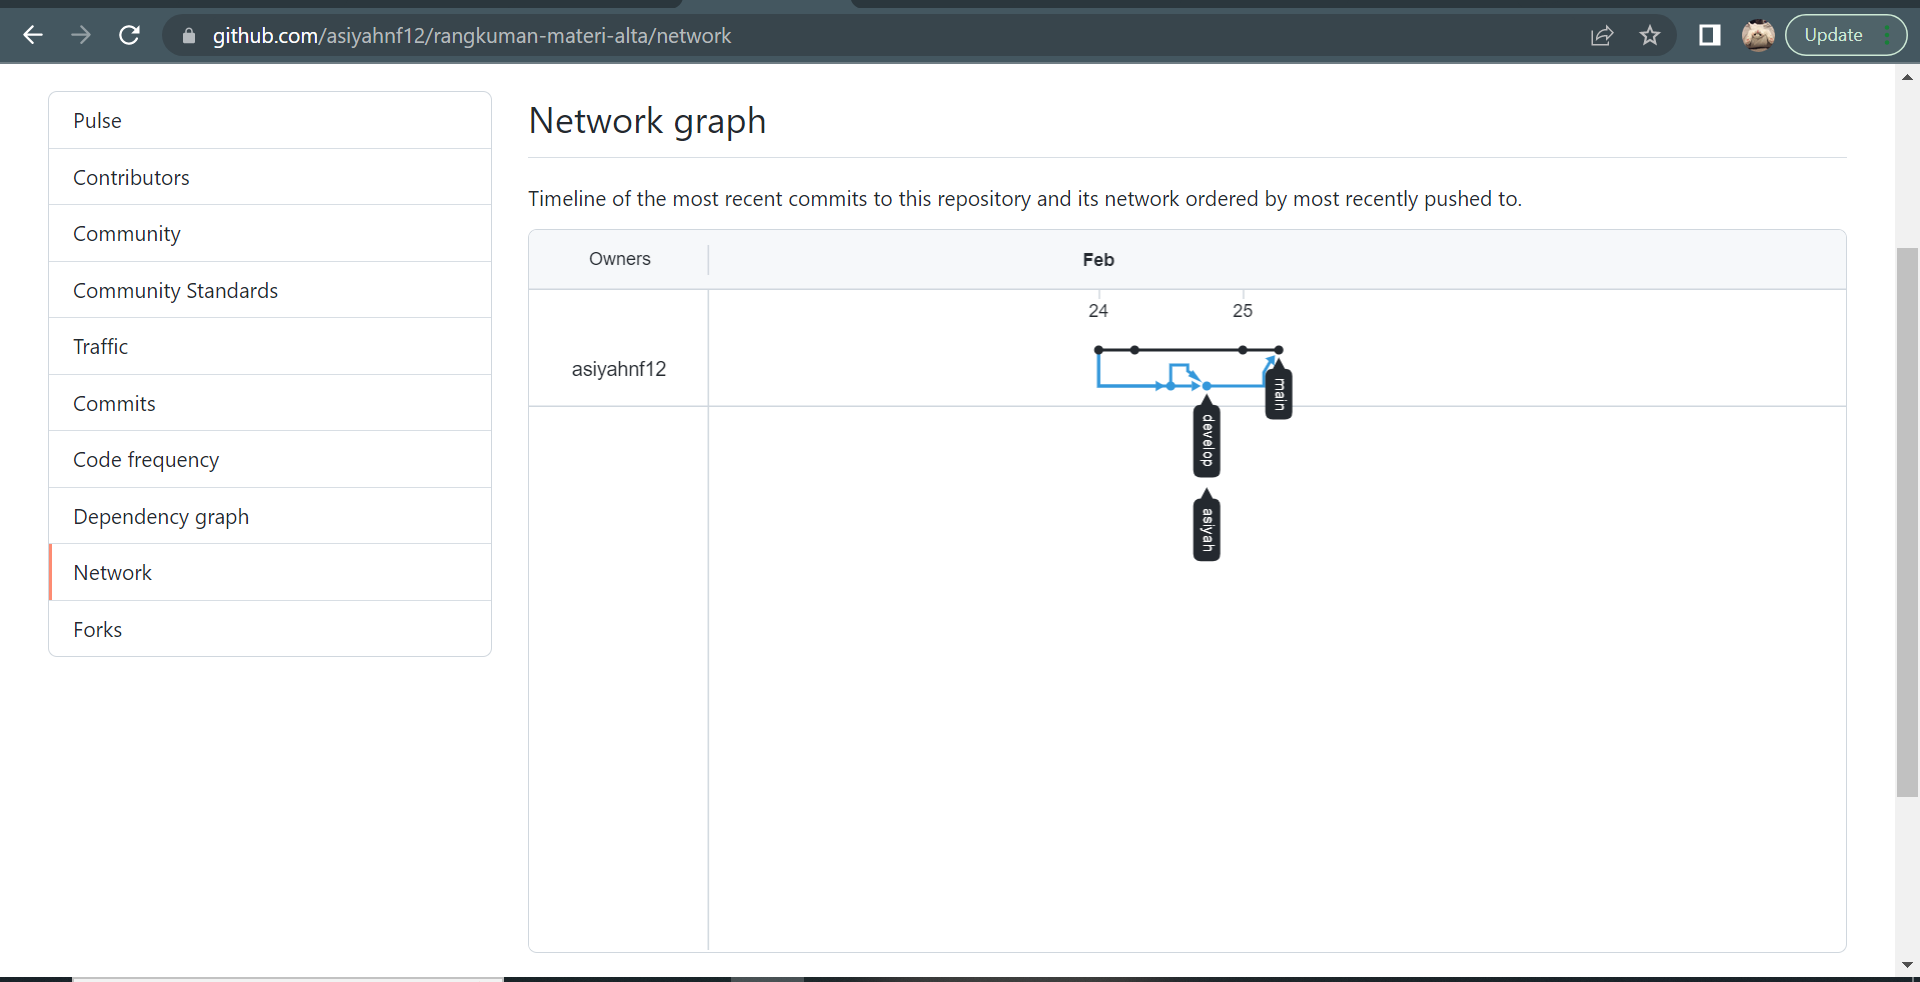 github.com/asiyahnf12/rangkuman-materi-alta/network
Update
Pulse
Contributors
Community
Community Standards
Traffic
Commits
Code frequency
Dependency graph
Network
Forks
Network graph
Timeline of the most recent commits to this repository and its network ordered by most recently pushed to.
Owners
Feb
24
25
asiyahnf12
main
develop
asiyah